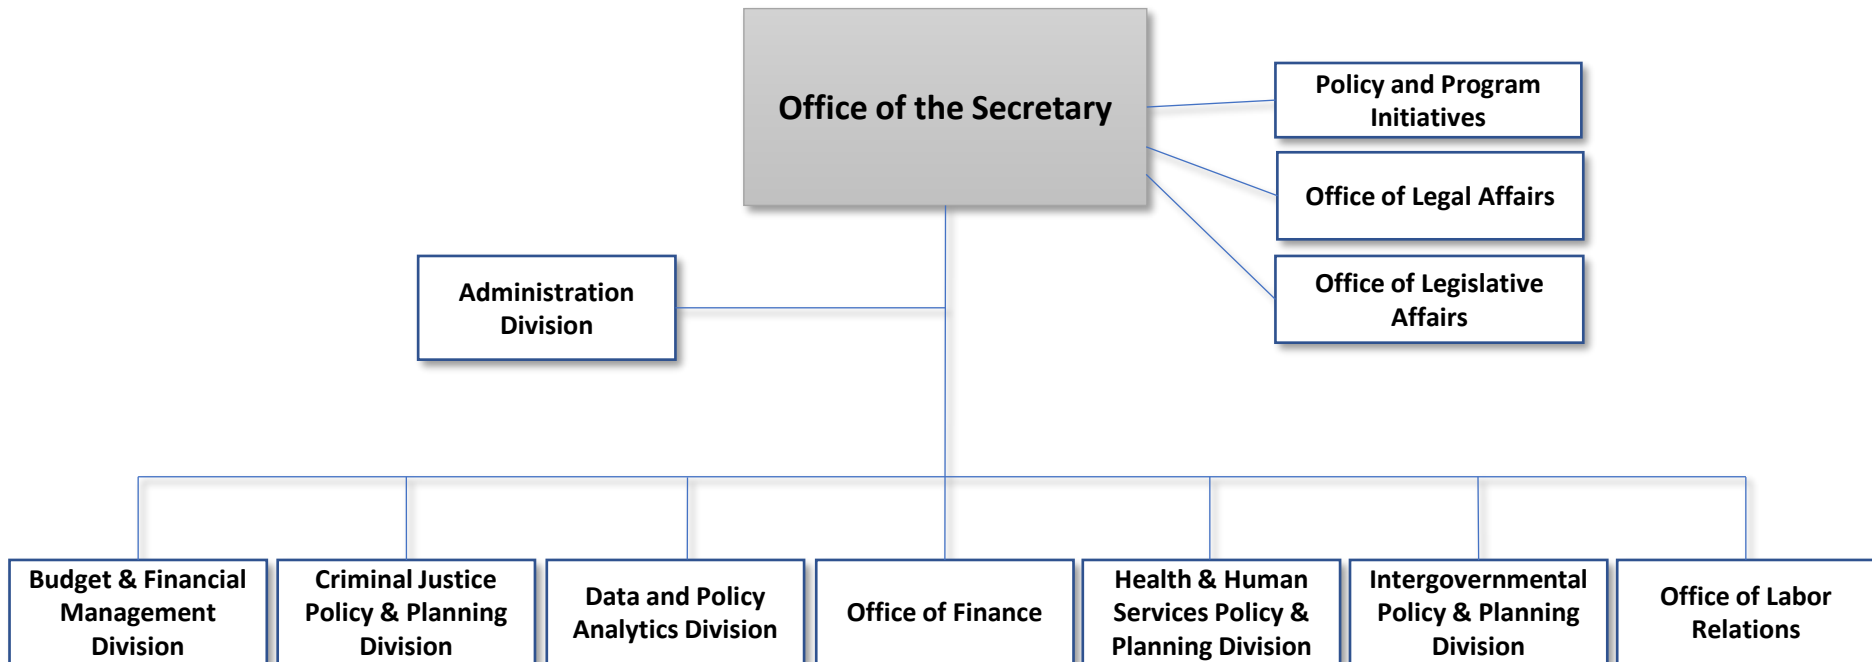 Office of the Secretary
Policy and Program
Initiatives
Office of Legal Affairs
Office of Legislative
Affairs
Administration
Division
Budget & Financial
Management
Division
Criminal Justice
Policy & Planning
Division
Data and Policy
Analytics Division
Office of Finance
Health & Human
Services Policy &
Planning Division
Intergovernmental
Policy & Planning
Division
Office of Labor
Relations